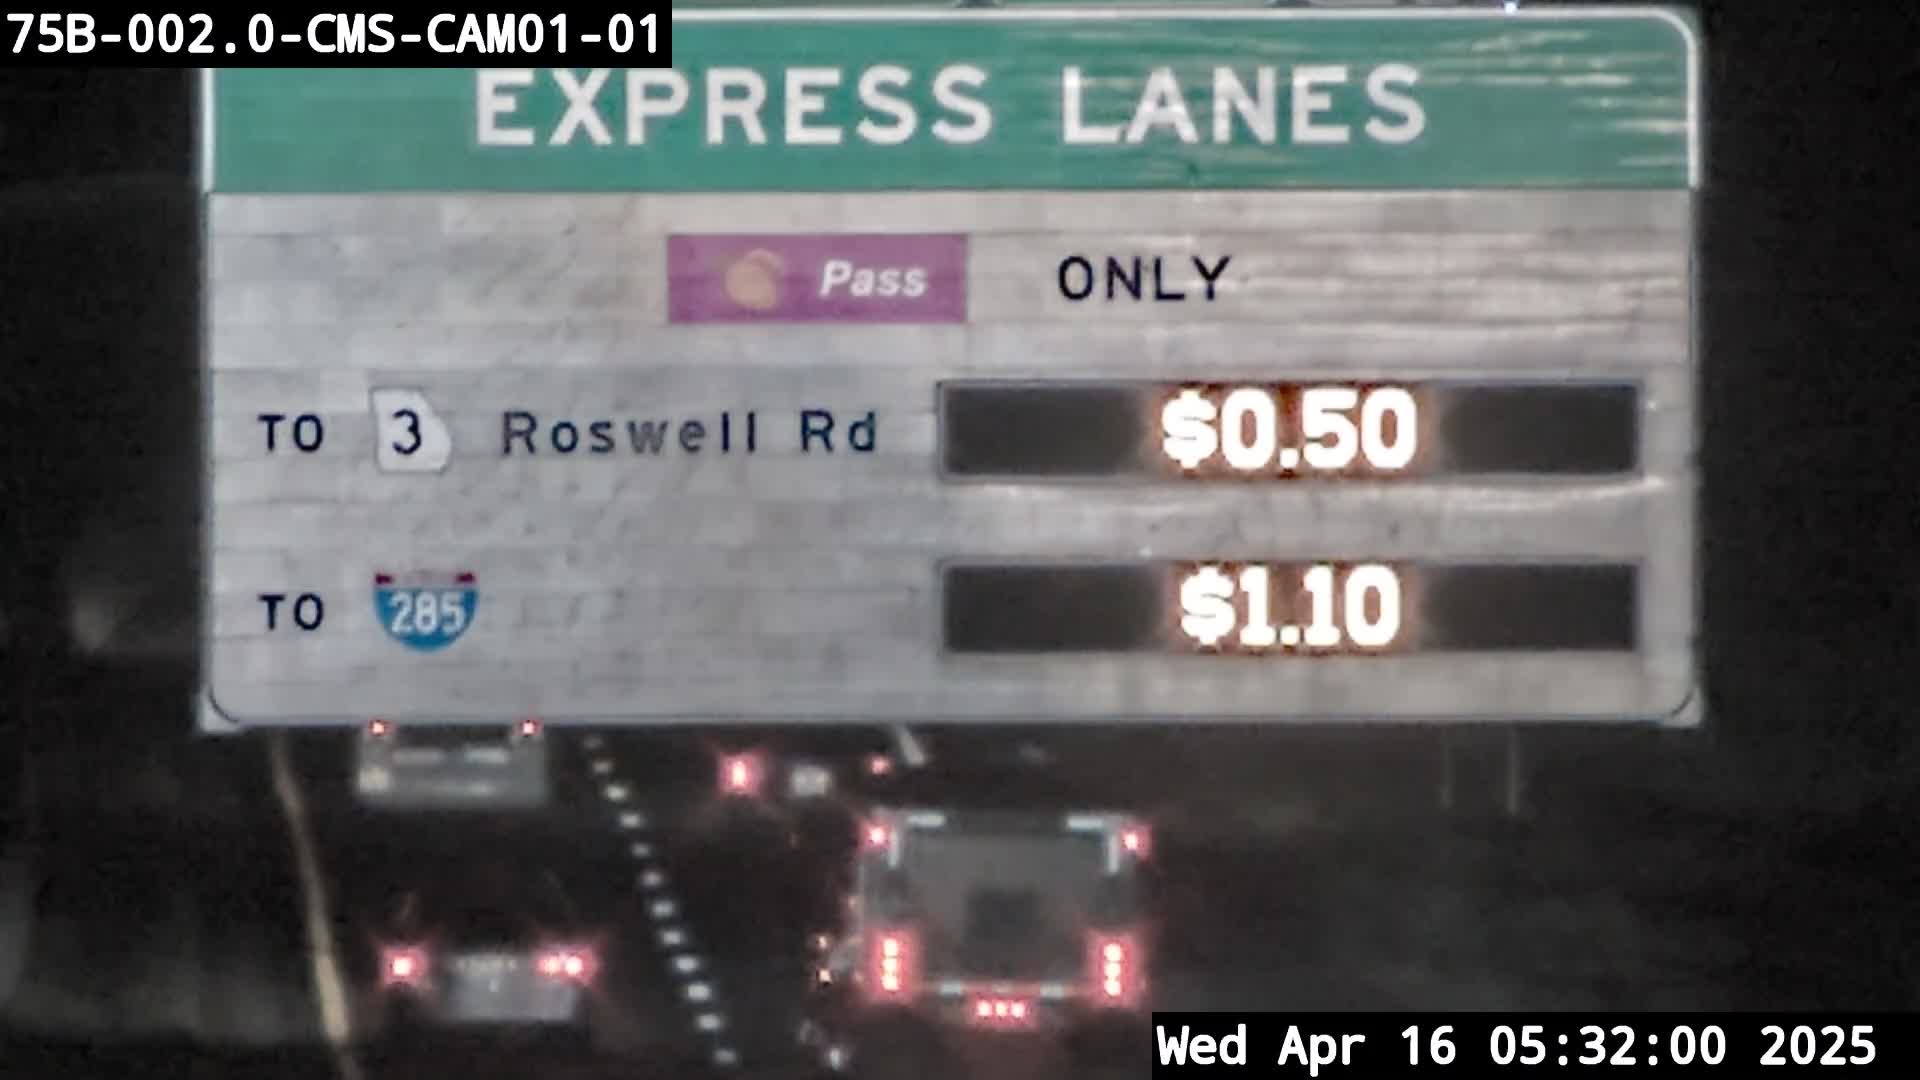 75B-002.0-CMS-CAM01-01
EXPRESS LANES
Pass ONLY
TO 3 Roswell Rd $0.50
TO 285 $1.10
Wed Apr 16 05:32:00 2025